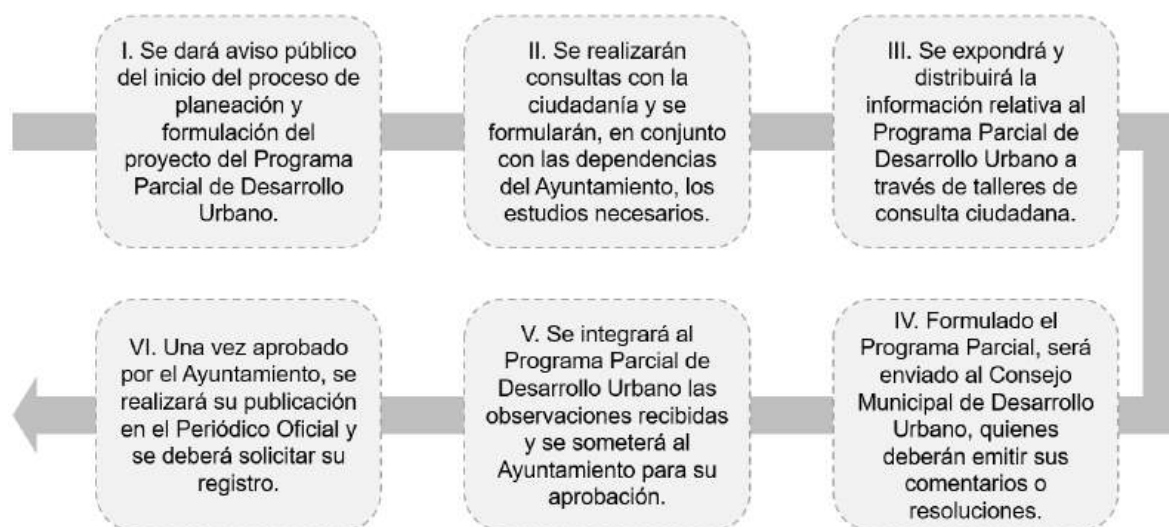 I. Se dará aviso público
del inicio del proceso de
planeación y
formulación del
proyecto del Programa
Parcial de Desarrollo
Urbano.
II. Se realizarán
consultas con la
ciudadanía y se
formularán, en conjunto
con las dependencias
del Ayuntamiento, los
estudios necesarios.
III. Se expondrá y
distribuirá la
información relativa al
Programa Parcial de
Desarrollo Urbano a
través de talleres de
consulta ciudadana.
IV. Formulado el
Programa Parcial, será
enviado al Consejo
Municipal de Desarrollo
Urbano, quienes
deberán emitir sus
comentarios o
resoluciones.
V. Se integrará al
Programa Parcial de
Desarrollo Urbano las
observaciones recibidas
y se someterá al
Ayuntamiento para su
aprobación.
VI. Una vez aprobado
por el Ayuntamiento, se
realizará su publicación
en el Periódico Oficial y
se deberá solicitar su
registro.